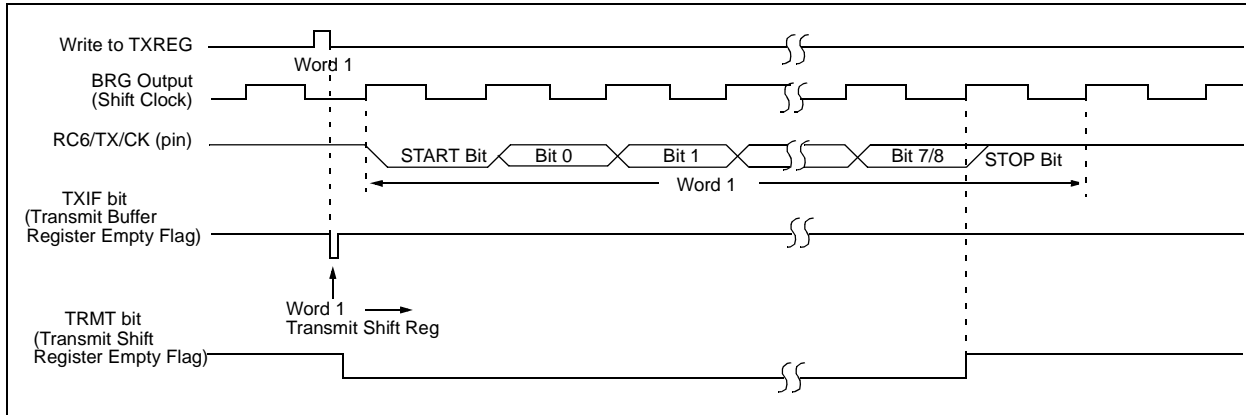 Write to TXREG
Word 1
BRG Output
(Shift Clock)
RC6/TX/CK (pin)
START Bit
Bit 0
Bit 1
Bit 7/8
STOP Bit
Word 1
TXIF bit
(Transmit Buffer
Register Empty Flag)
Word 1
Transmit Shift Reg
TRMT bit
(Transmit Shift
Register Empty Flag)